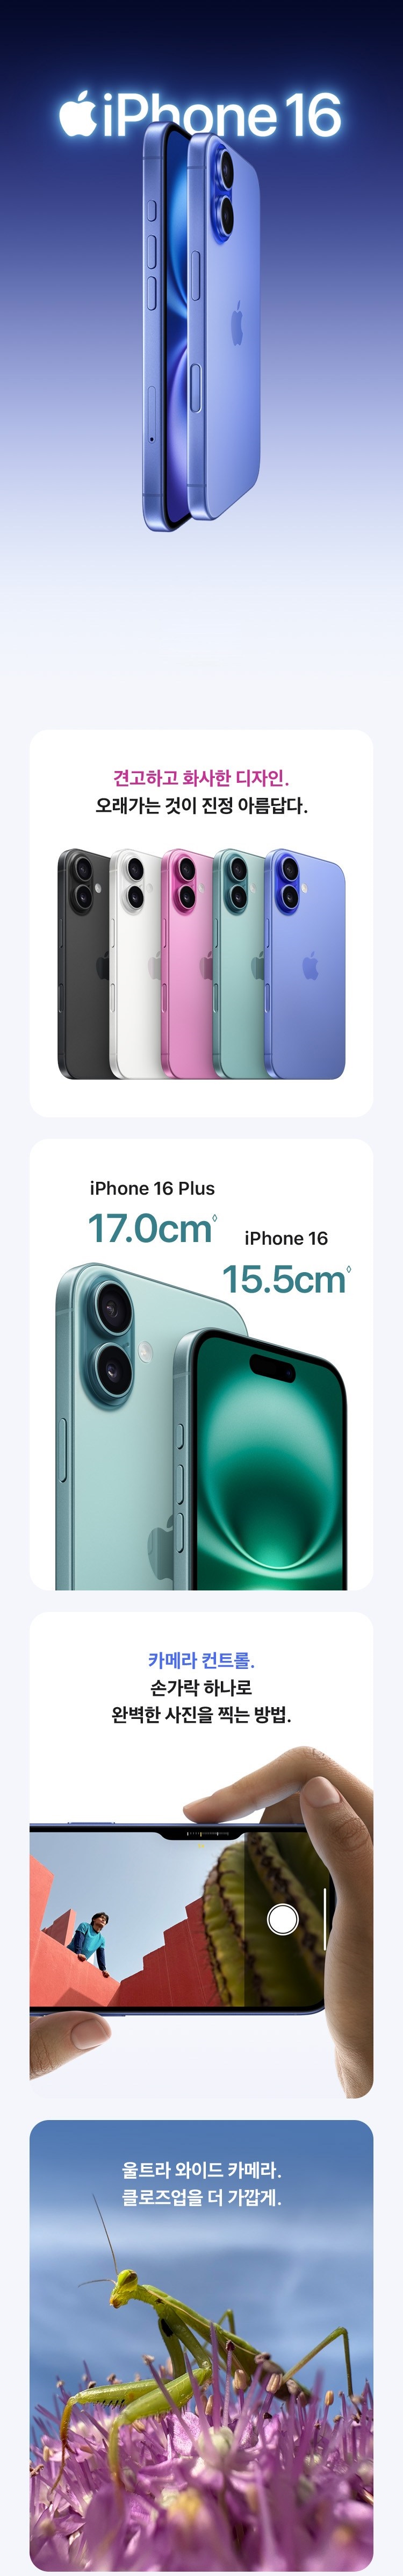 iPhone 16
견고하고 화사한 디자인.
오래가는 것이 진정 아름답다.
iPhone 16 Plus
17.0cm◊
iPhone 16
15.5cm◊
카메라 컨트롤.
손가락 하나로
완벽한 사진을 찍는 방법.
울트라 와이드 카메라.
클로즈업을 더 가깝게.